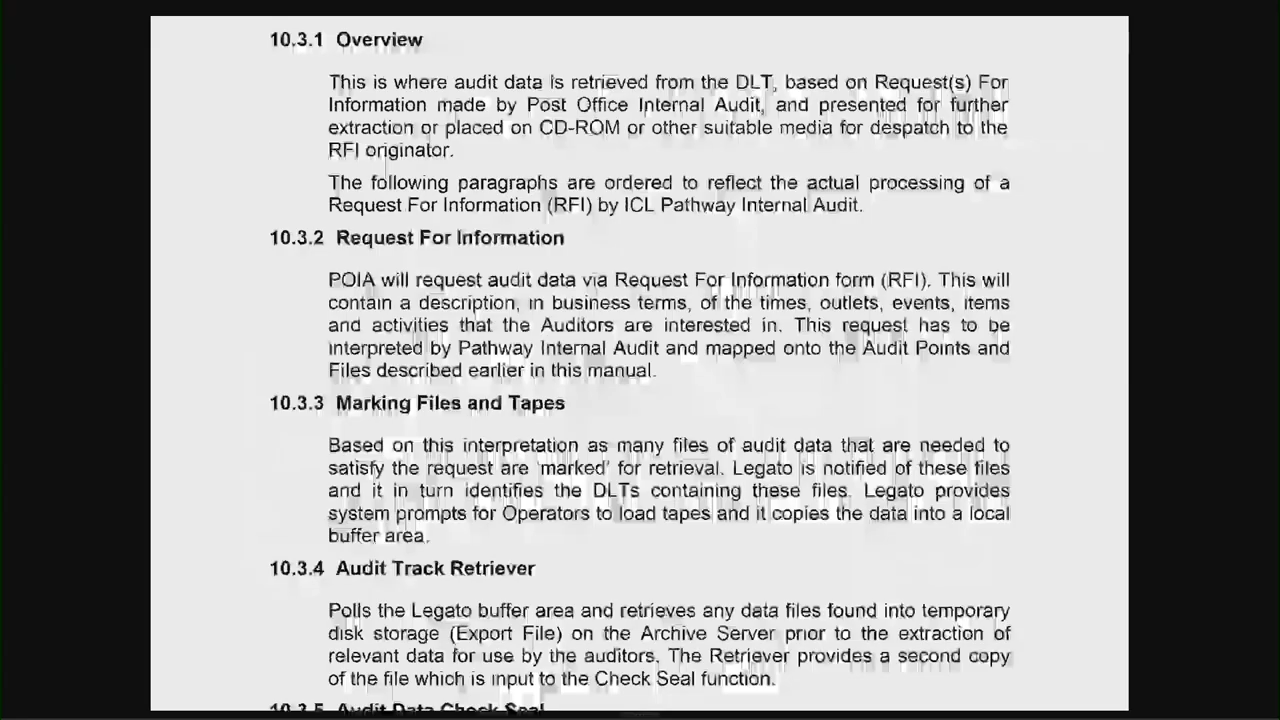 10.3.1 Overview
This is where audit data is retrieved from the DLT, based on Request(s) For
Information made by Post Office Internal Audit, and presented for further
extraction or placed on CD-ROM or other suitable media for despatch to the
RFI originator.
The following paragraphs are ordered to reflect the actual processing of a
Request For Information (RFI) by ICL Pathway Internal Audit.
10.3.2 Request For Information
POIA will request audit data via Request For Information form (RFI). This will
contain a description, in business terms, of the times, outlets, events, items
and activities that the Auditors are interested in. This request has to be
interpreted by Pathway Internal Audit and mapped onto the Audit Points and
Files described earlier in this manual.
10.3.3 Marking Files and Tapes
Based on this interpretation as many files of audit data that are needed to
satisfy the request are 'marked' for retrieval. Legato is notified of these files
and it in turn identifies the DLTs containing these files. Legato provides
system prompts for Operators to load tapes and it copies the data into a local
buffer area.
10.3.4 Audit Track Retriever
Polls the Legato buffer area and retrieves any data files found into temporary
disk storage (Export File) on the Archive Server prior to the extraction of
relevant data for use by the auditors. The Retriever provides a second copy
of the file which is input to the Check Seal function.
10.3.5 Audit Data Check Seal